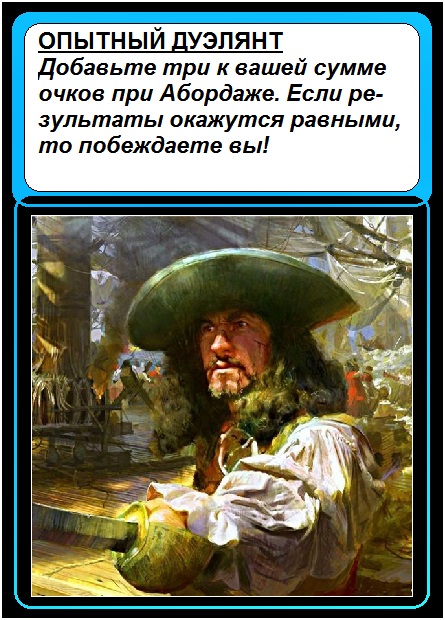 ОПЫТНЫЙ ДУЭЛЯНТ
Добавьте три к вашей сумме
очков при Абордаже. Если ре-
зультаты окажутся равными,
то побеждаете вы!